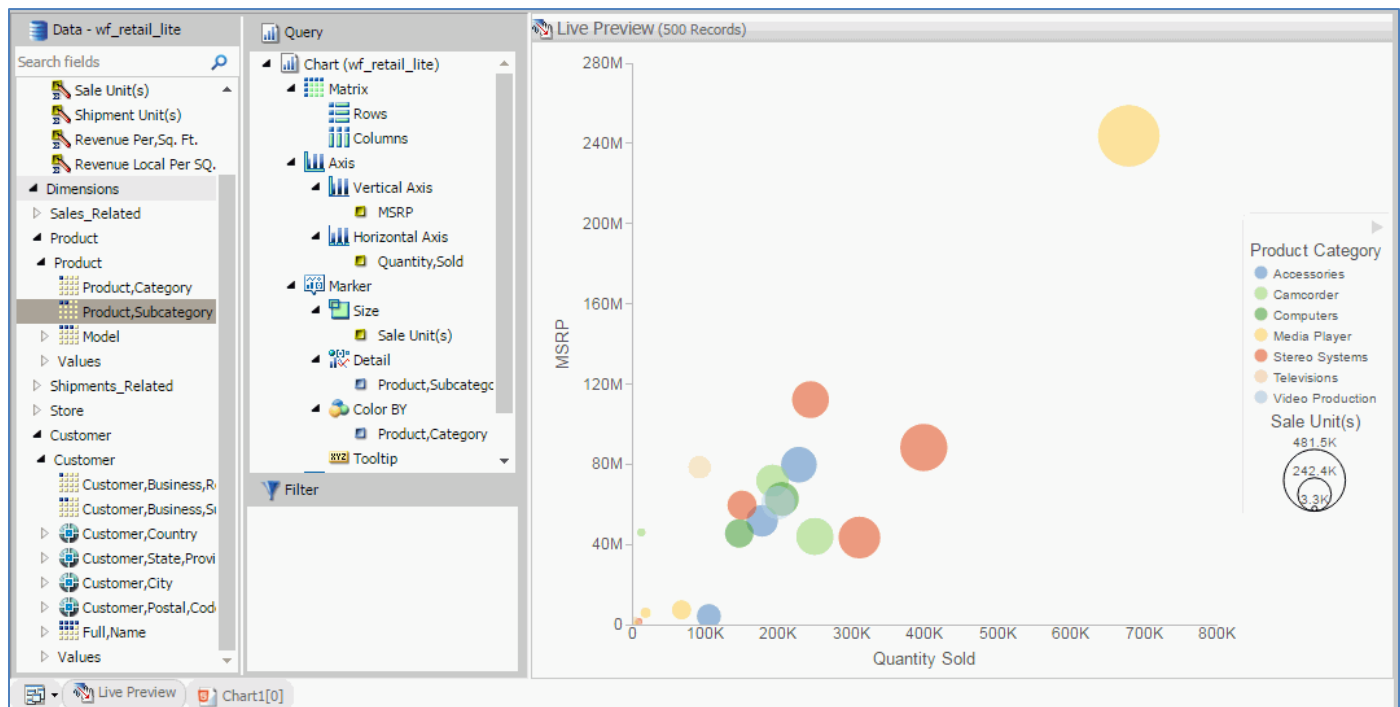 Data - wf_retail_lite
Search fields
Sale Unit(s)
Shipment Unit(s)
Revenue Per,Sq. Ft.
Revenue Local Per SQ.
Dimensions
Sales_Related
Product
Product
Product,Category
Product,Subcategory
Model
Values
Shipments_Related
Store
Customer
Customer
Customer,Business,R
Customer,Business,S
Customer,Country
Customer,State,Provi
Customer,City
Customer,Postal,Cod
Full,Name
Values
Query
Chart (wf_retail_lite)
Matrix
Rows
Columns
Axis
Vertical Axis
MSRP
Horizontal Axis
Quantity,Sold
Marker
Size
Sale Unit(s)
Detail
Product,Subcatego
Color BY
Product,Category
XYZ Tooltip
Filter
Live Preview (500 Records)
280M
240M
200M
160M
120M
80M
40M
0
MSRP
0 100K 200K 300K 400K 500K 600K 700K 800K
Quantity Sold
Product Category
Accessories
Camcorder
Computers
Media Player
Stereo Systems
Televisions
Video Production
Sale Unit(s)
481.5K
242.4K
3.3K
Live Preview
Chart1[0]